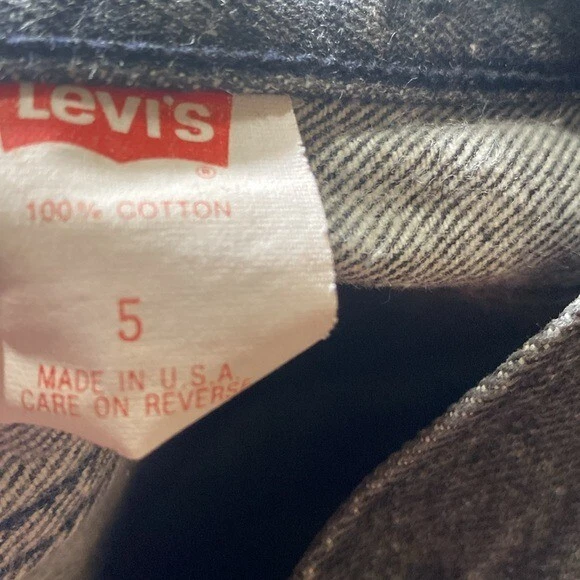 Levi's
®
100% COTTON
5
MADE IN U.S.A.
CARE ON REVERSE